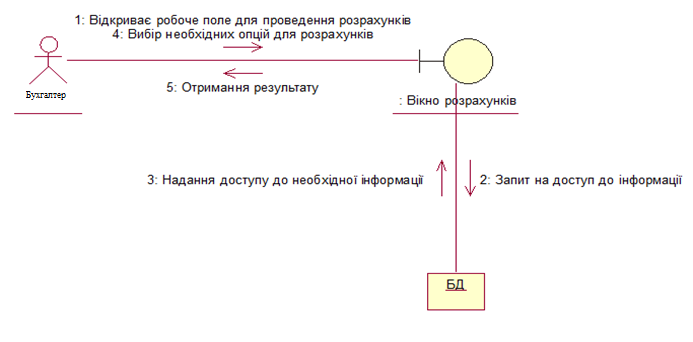 1: Відкриває робоче поле для проведення розрахунків
4: Вибір необхідних опцій для розрахунків
Бухгалтер
5: Отримання результату
: Вікно розрахунків
3: Надання доступу до необхідної інформації
2: Запит на доступ до інформації
БД